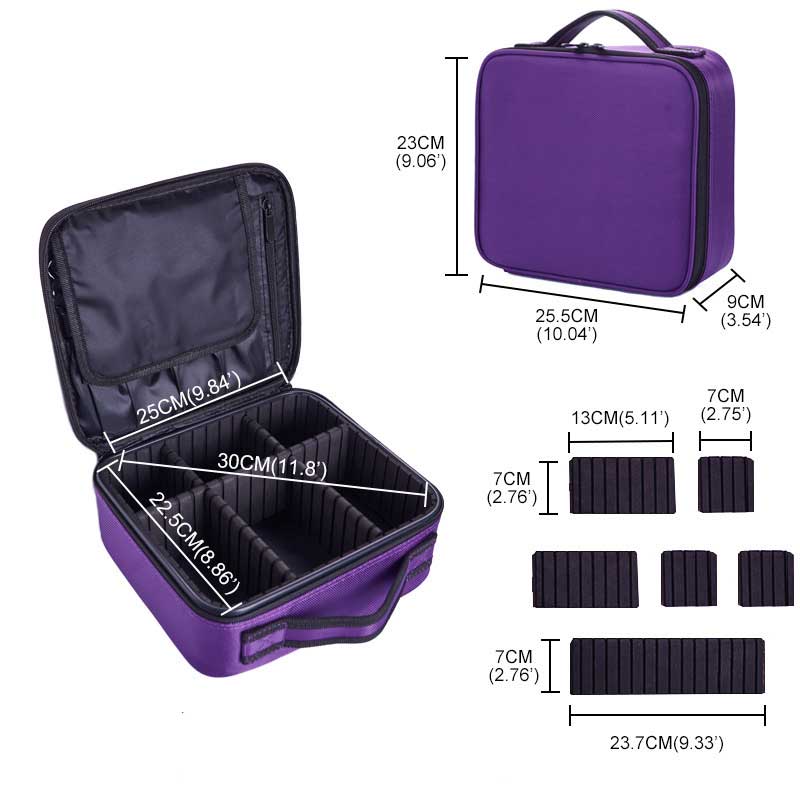 23CM
(9.06’)
25.5CM
(10.04’)
9CM
(3.54’)
25CM(9.84’)
30CM(11.8’)
22.5CM(8.86’)
13CM(5.11’)
7CM
(2.75’)
7CM
(2.76’)
7CM
(2.76’)
23.7CM(9.33’)